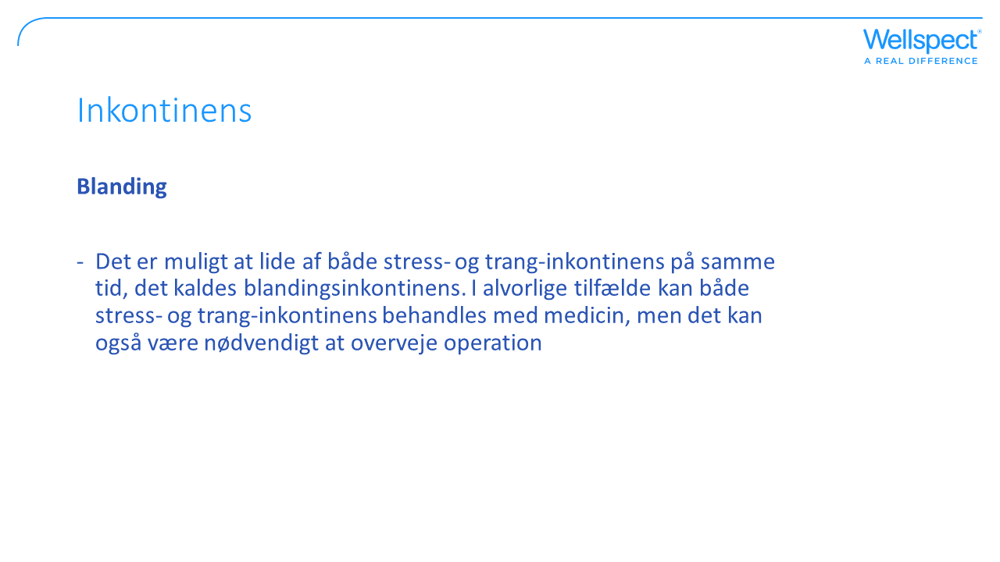 Wellspect®
A REAL DIFFERENCE
Inkontinens
Blanding
- Det er muligt at lide af både stress- og trang-inkontinens på samme
tid, det kaldes blandingsinkontinens. I alvorlige tilfælde kan både
stress- og trang-inkontinens behandles med medicin, men det kan
også være nødvendigt at overveje operation